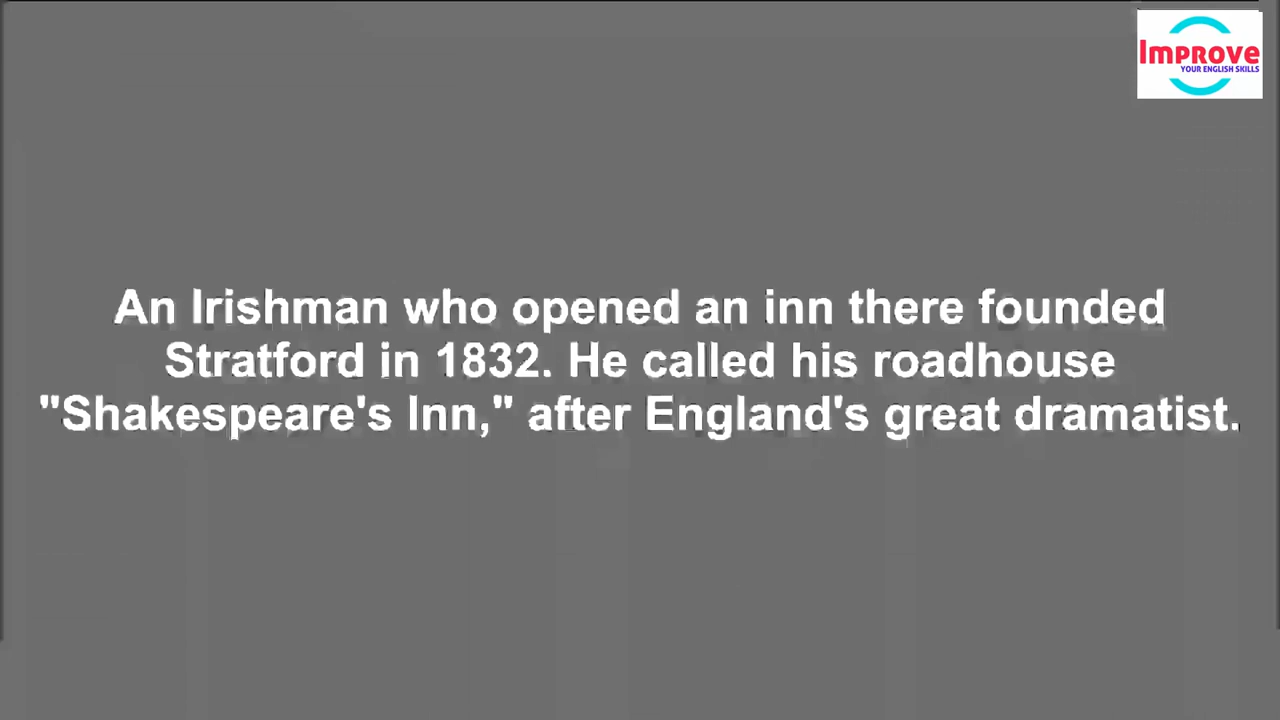 Improve
YOUR ENGLISH SKILLS
An Irishman who opened an inn there founded
Stratford in 1832. He called his roadhouse
"Shakespeare's Inn," after England's great dramatist.